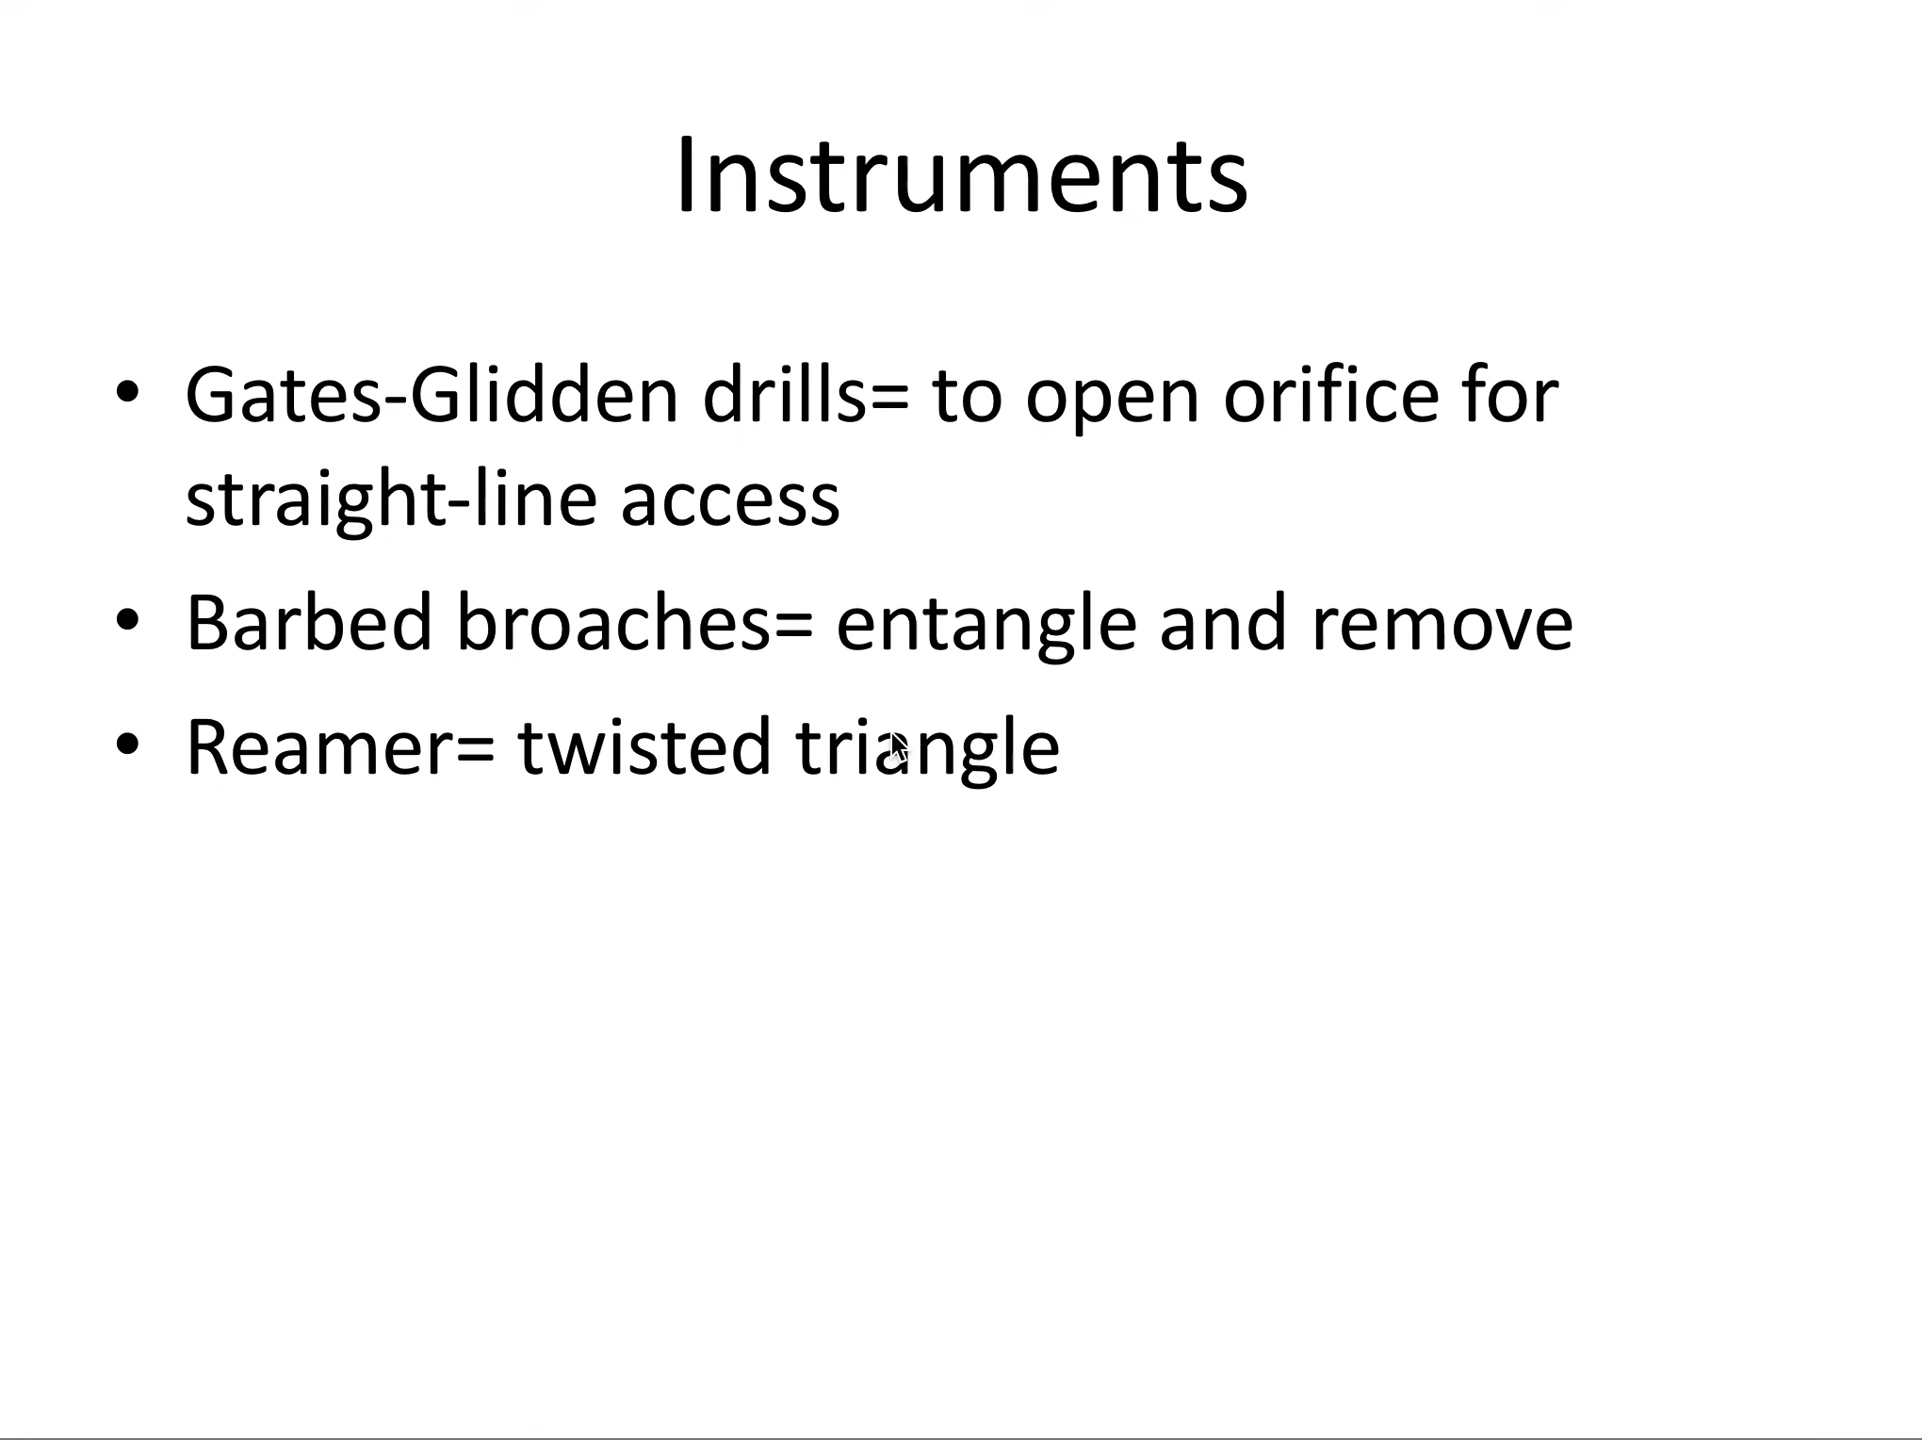 Instruments
• Gates-Glidden drills= to open orifice for
straight-line access
• Barbed broaches= entangle and remove
• Reamer= twisted triangle